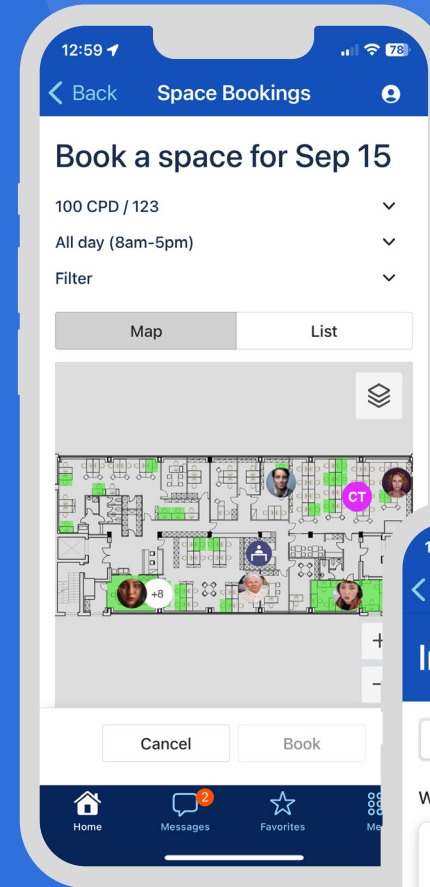 12:59
78
Back Space Bookings
Book a space for Sep 15
100 CPD / 123
All day (8am-5pm)
Filter
Map List
CT
+8
+
-
Cancel Book
2
Home Messages Favorites Me
W